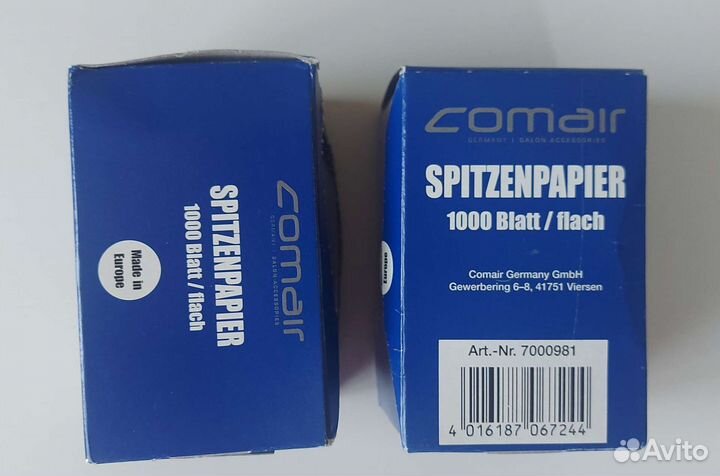 comair
GERMANY | SALON ACCESSORIES
SPITZENPAPIER
1000 Blatt / flach
Made in
Europe
comair
GERMANY | SALON ACCESSORIES
SPITZENPAPIER
1000 Blatt / flach
Europe
Comair Germany GmbH
Gewerbering 6–8, 41751 Viersen
Art.-Nr. 7000981
4 016187 067244
Avito